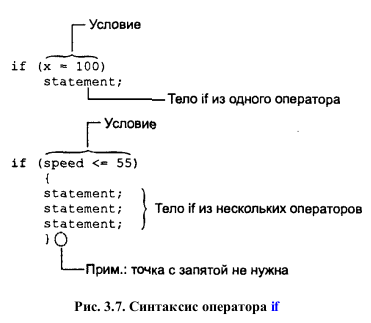 Условие
if (x = 100)
statement;
Тело if из одного оператора
Условие
if (speed <= 55)
{
statement;
statement;
statement;
Тело if из нескольких операторов
}
Прим.: точка с запятой не нужна
Рис. 3.7. Синтаксис оператора if